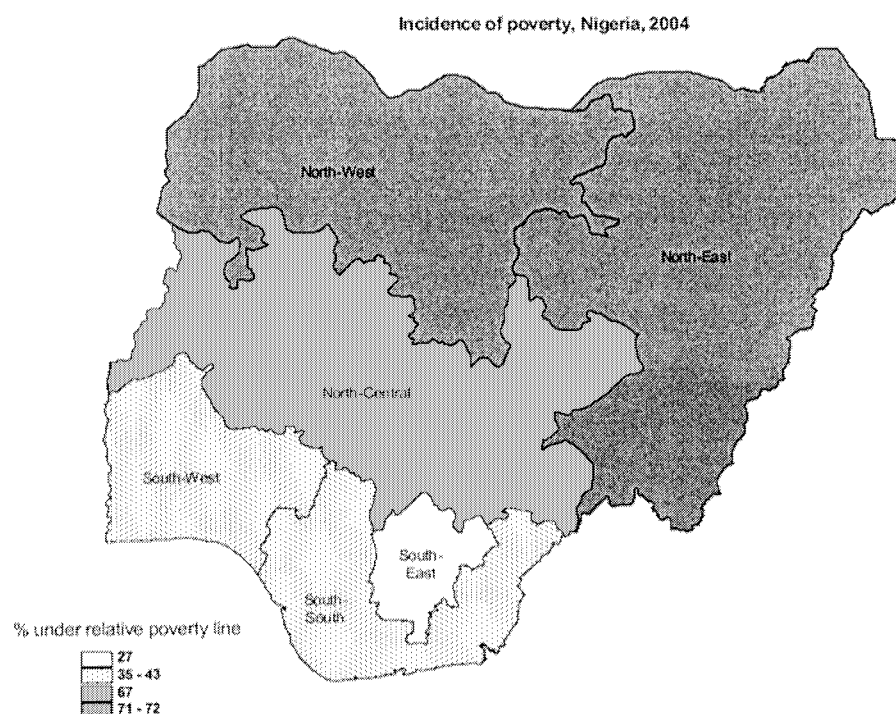 Incidence of poverty, Nigeria, 2004
North-West
North-East
North-Central
South-West
South-
East
South-
South
% under relative poverty line
27
35 - 43
67
71 - 72